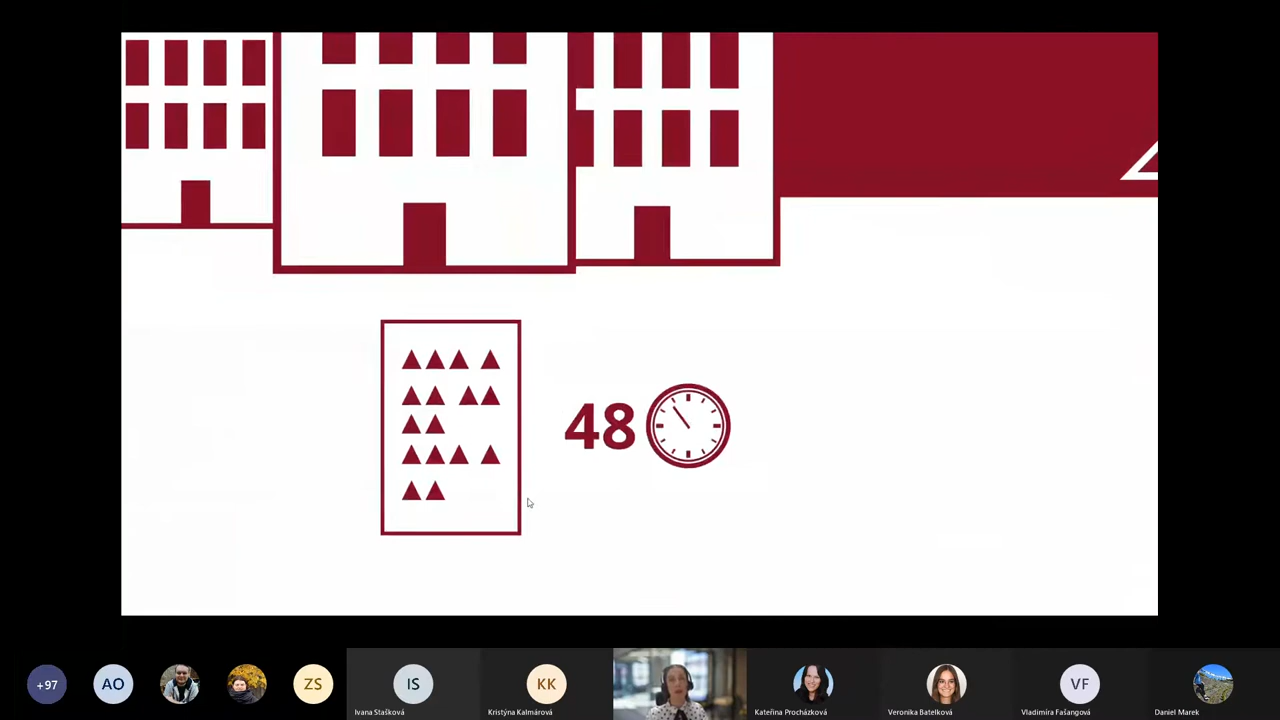 48
+97
AO
ZS
IS
Ivana Stašková
KK
Kristýna Kalmárová
Kateřina Procházková
Veronika Batelková
VF
Vladimíra Fašangová
Daniel Marek